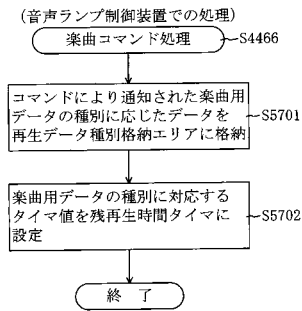 (音声ランプ制御装置での処理)
楽曲コマンド処理
S4466
コマンドにより通知された楽曲用
データの種別に応じたデータを
再生データ種別格納エリアに格納
S5701
楽曲用データの種別に対応する
タイマ値を残再生時間タイマに
設定
S5702
終 了